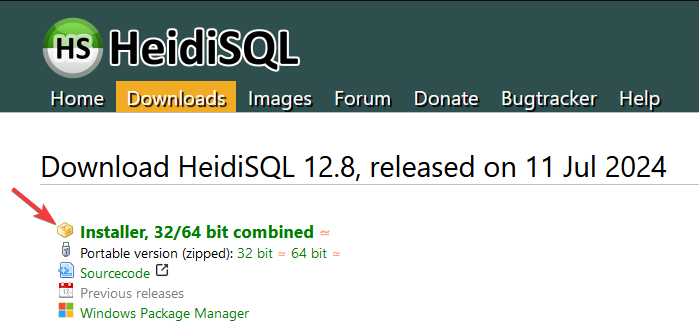 HS HeidiSQL
Home Downloads Images Forum Donate Bugtracker Help
Download HeidiSQL 12.8, released on 11 Jul 2024
Installer, 32/64 bit combined
Portable version (zipped): 32 bit 64 bit
Sourcecode
Previous releases
Windows Package Manager